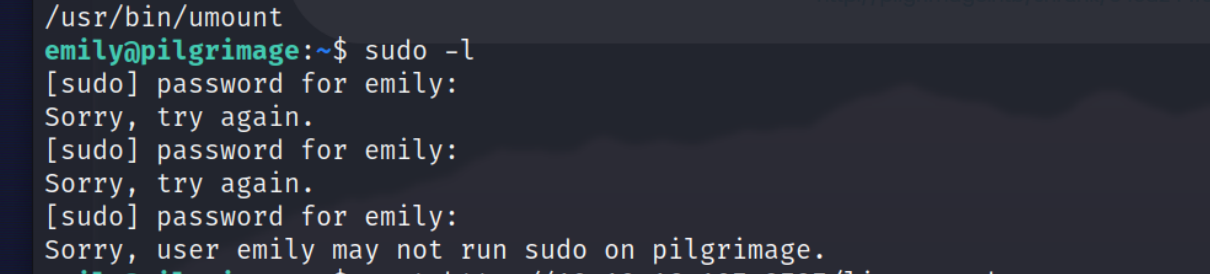 /usr/bin/umount
emily@pilgrimage:~$ sudo -l
[sudo] password for emily:
Sorry, try again.
[sudo] password for emily:
Sorry, try again.
[sudo] password for emily:
Sorry, user emily may not run sudo on pilgrimage.